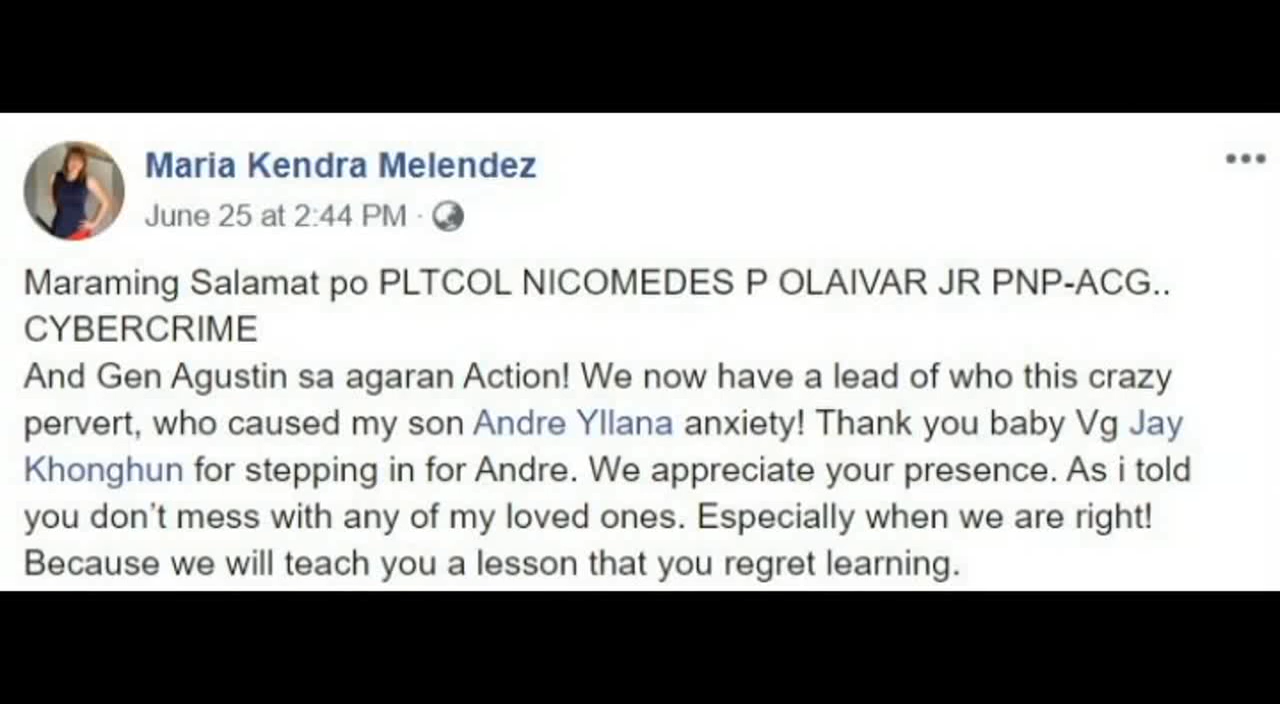 Maria Kendra Melendez
June 25 at 2:44 PM ·
Maraming Salamat po PLTCOL NICOMEDES P OLAIVAR JR PNP-ACG..
CYBERCRIME
And Gen Agustin sa agaran Action! We now have a lead of who this crazy
pervert, who caused my son Andre Yllana anxiety! Thank you baby Vg Jay
Khonghun for stepping in for Andre. We appreciate your presence. As i told
you don't mess with any of my loved ones. Especially when we are right!
Because we will teach you a lesson that you regret learning.